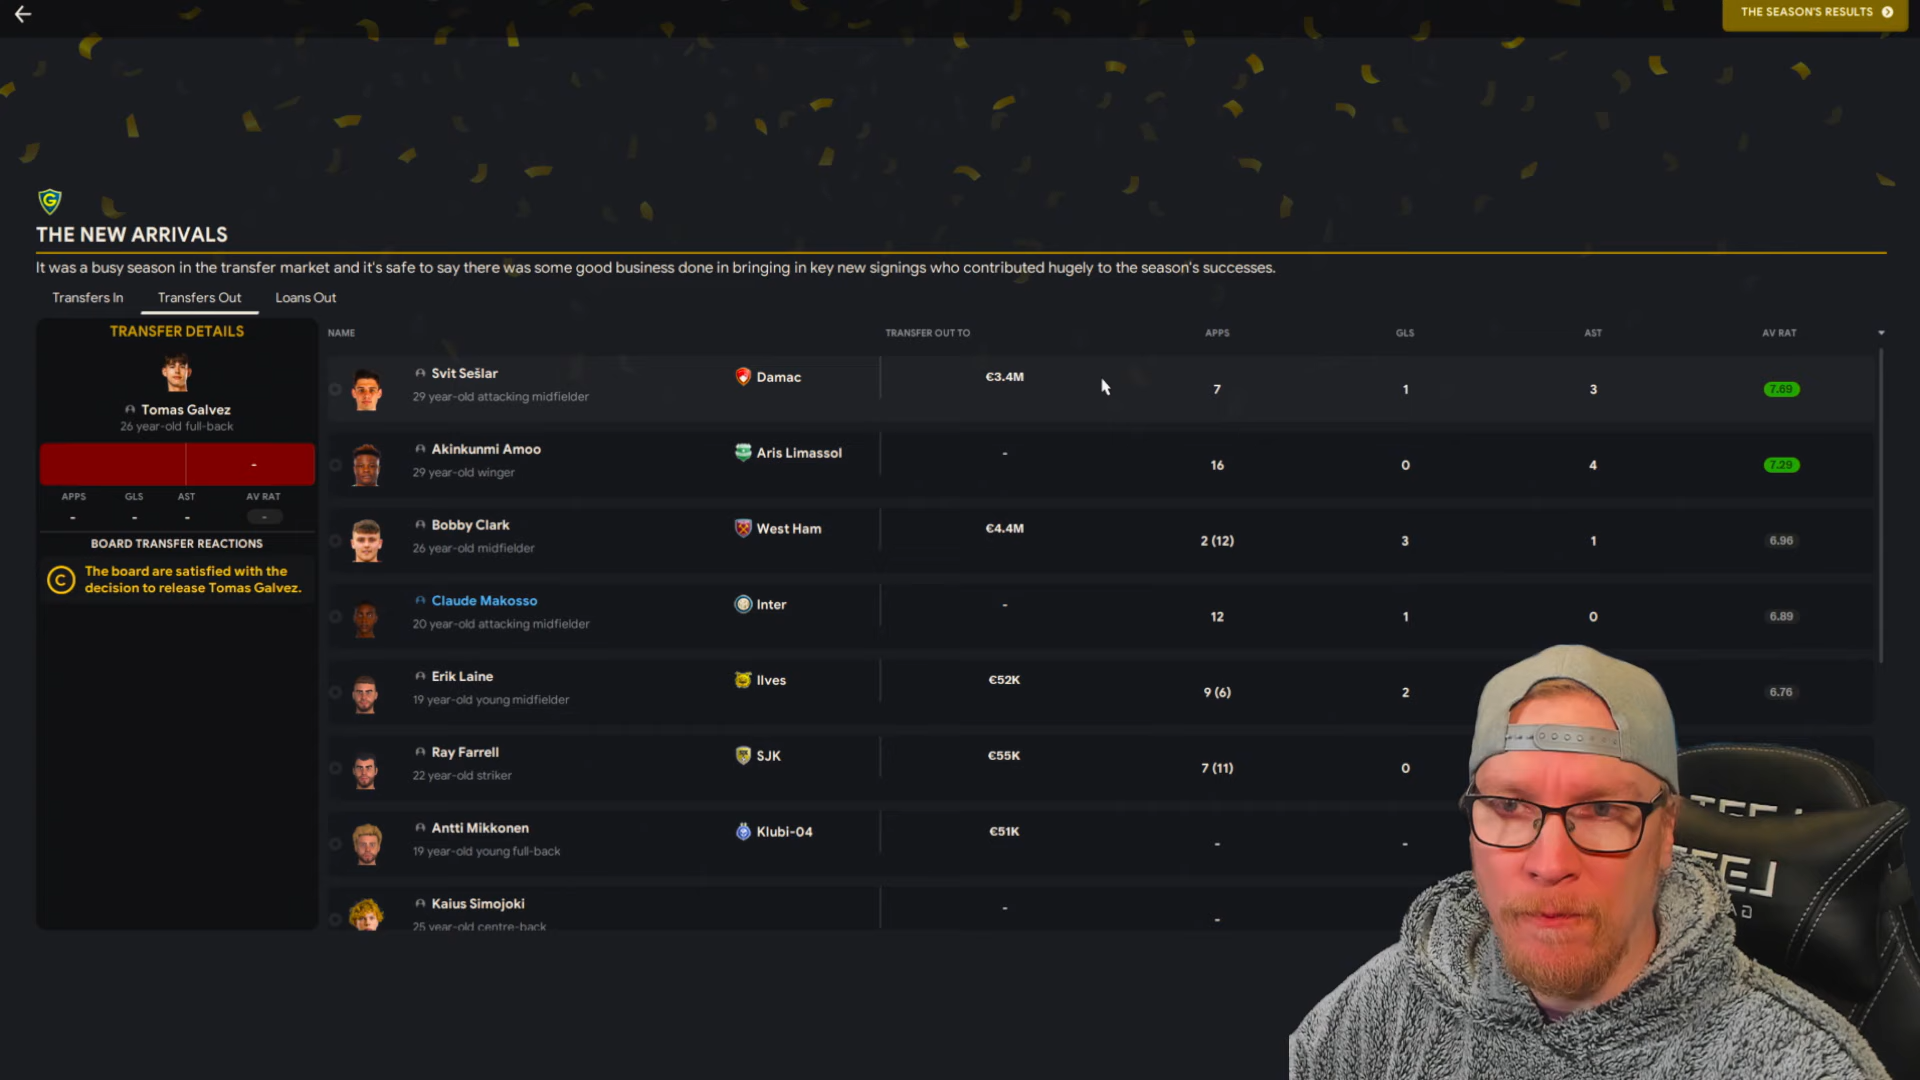 THE SEASON'S RESULTS
THE NEW ARRIVALS
It was a busy season in the transfer market and it's safe to say there was some good business done in bringing in key new signings who contributed hugely to the season's successes.
Transfers In Transfers Out Loans Out
TRANSFER DETAILS
Tomas Galvez
26 year-old full-back
-
APPS GLS AST AV RAT
- - - -
BOARD TRANSFER REACTIONS
C The board are satisfied with the
decision to release Tomas Galvez.
NAME TRANSFER OUT TO APPS GLS AST AV RAT
Svit Sešlar Damac €3.4M 7 1 3 7.69
29 year-old attacking midfielder
Akinkunmi Amoo Aris Limassol - 16 0 4 7.29
29 year-old winger
Bobby Clark West Ham €4.4M 2 (12) 3 1 6.96
26 year-old midfielder
Claude Makosso Inter - 12 1 0 6.89
20 year-old attacking midfielder
Erik Laine Ilves €52K 9 (6) 2 6.76
19 year-old young midfielder
Ray Farrell SJK €55K 7 (11) 0
22 year-old striker
Antti Mikkonen Klubi-04 €51K - -
19 year-old young full-back
Kaius Simojoki - -
25 year-old centre-back